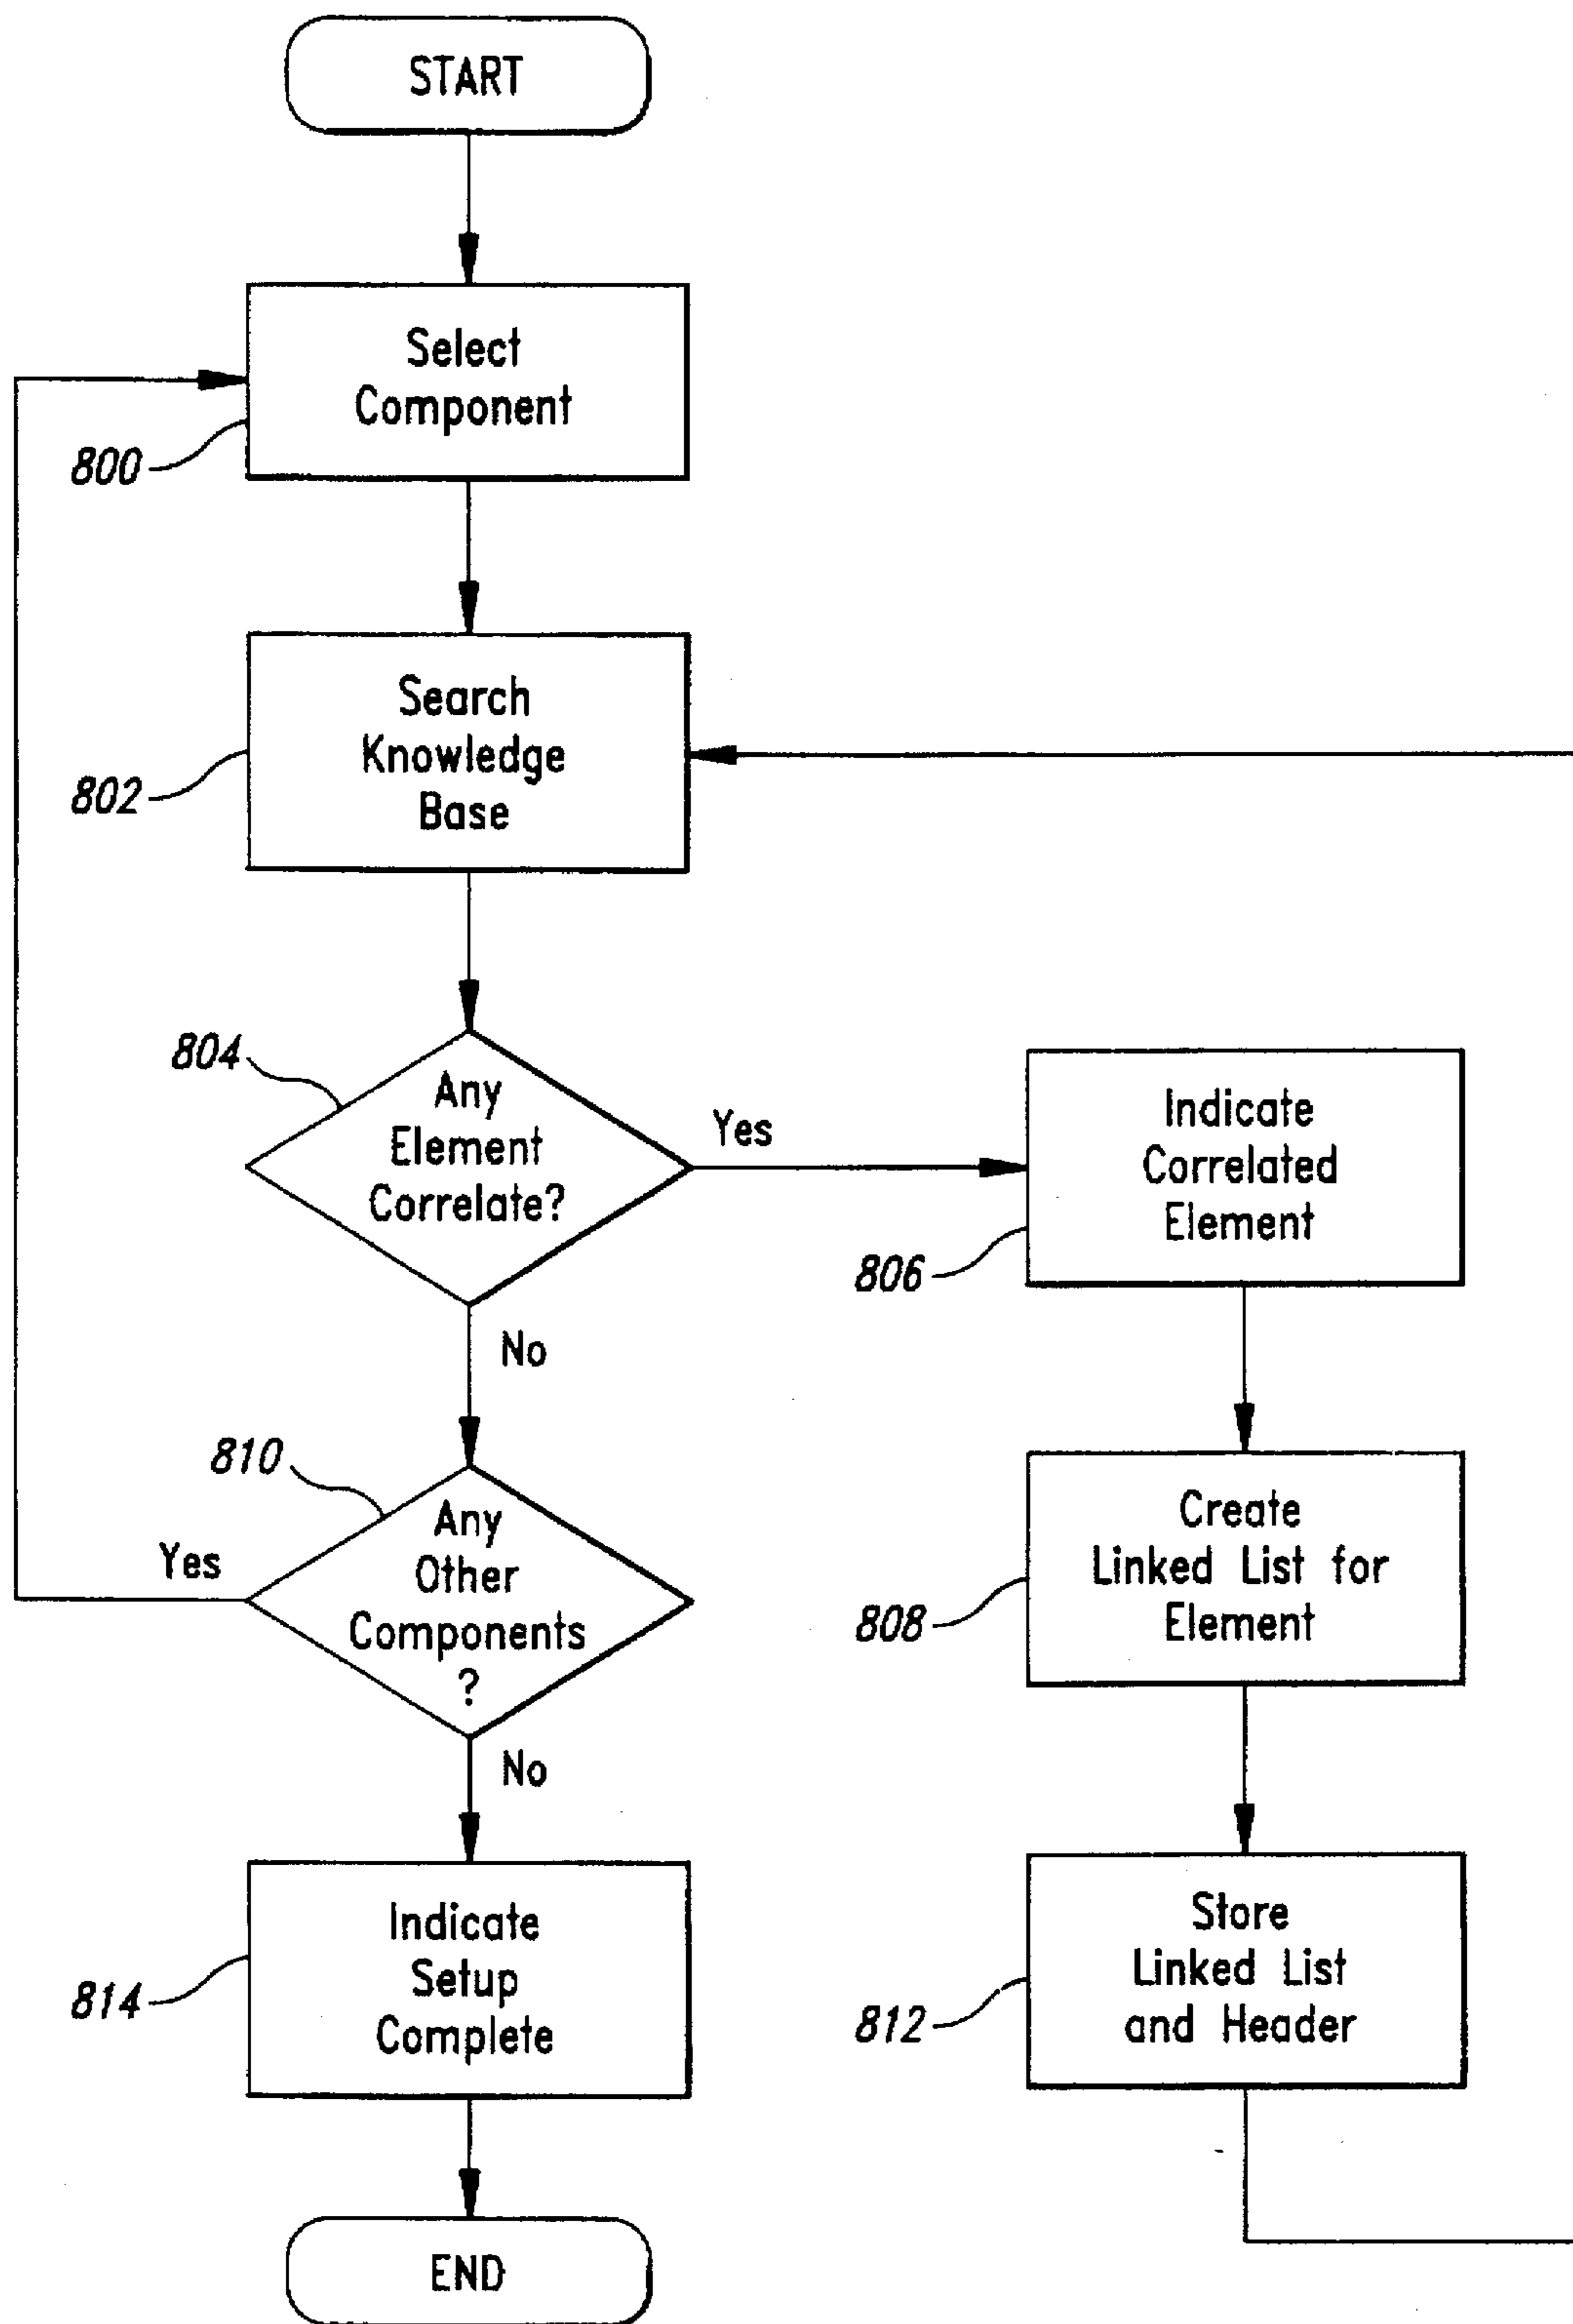 START
Select
Component
800
Search
Knowledge
Base
802
804
Any
Element
Correlate?
Yes
Indicate
Correlated
Element
806
No
810
Any
Other
Components
?
Yes
Create
Linked List for
Element
808
No
Indicate
Setup
Complete
814
Store
Linked List
and Header
812
END